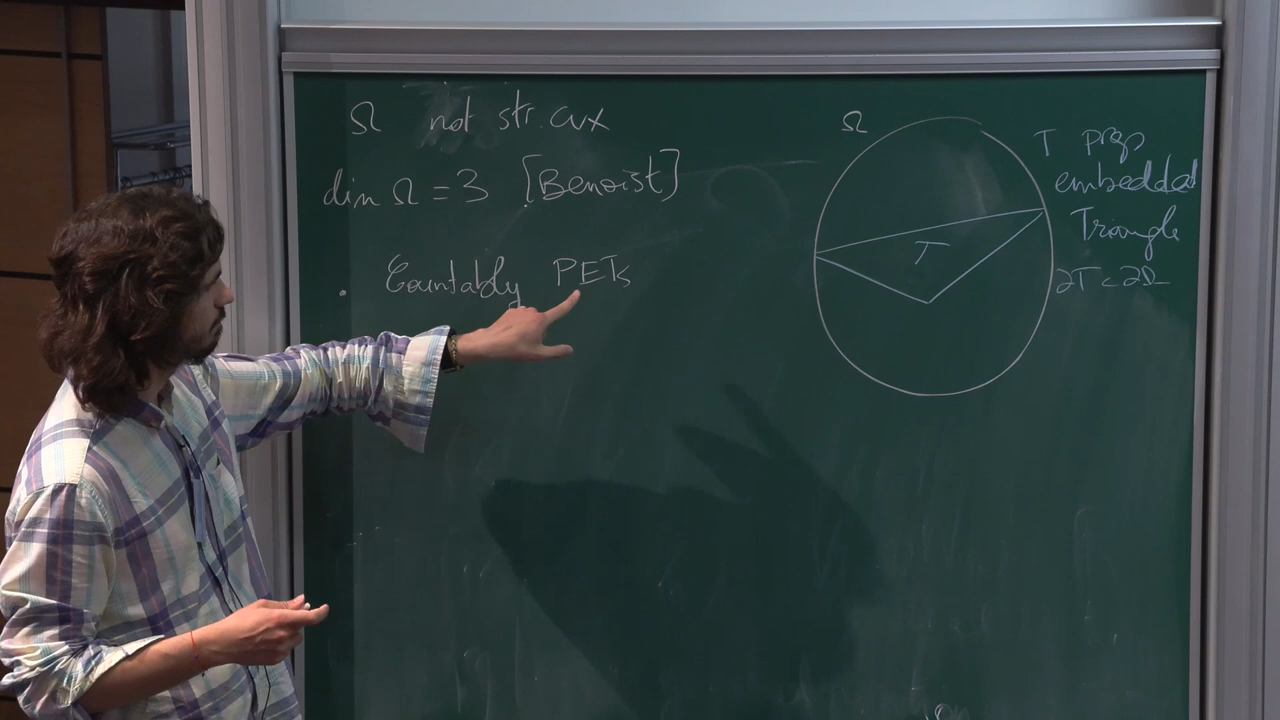 Ω not str. cvx
dim Ω = 3 [Benoist]
. Countably PETs
Ω
T
T prop
embedded
Triangle
∂T ⊂ ∂Ω